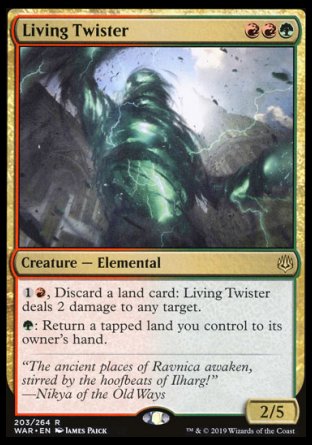 Living Twister
Creature — Elemental
1, Discard a land card: Living Twister
deals 2 damage to any target.
: Return a tapped land you control to its
owner's hand.
"The ancient places of Ravnica awaken,
stirred by the hoofbeats of Ilharg!"
—Nikya of the Old Ways
2/5
203/264 R
WAR • EN James Paick
™ & © 2019 Wizards of the Coast